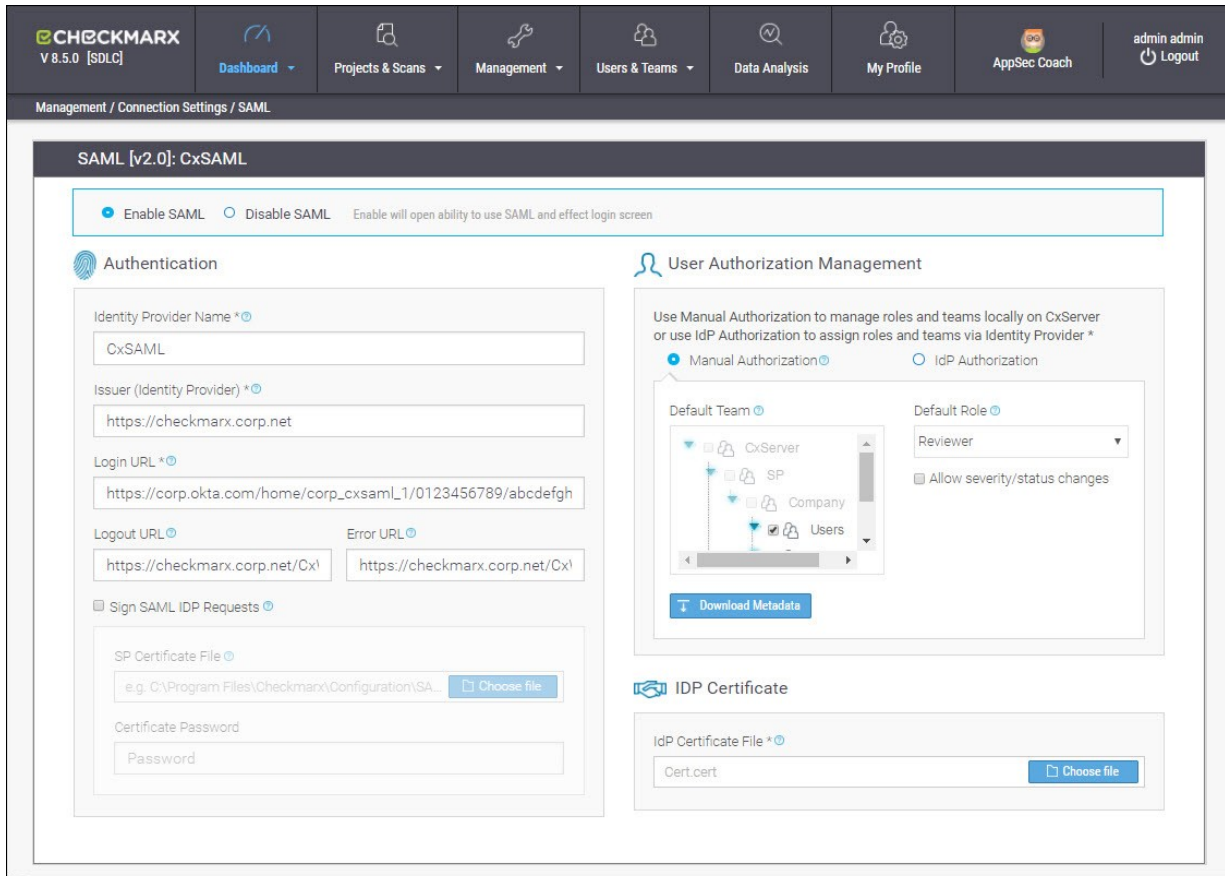 CHECKMARX
V 8.5.0 [SDLC]
Dashboard
Projects & Scans
Management
Users & Teams
Data Analysis
My Profile
AppSec Coach
admin admin
Logout
Management / Connection Settings / SAML
SAML [v2.0]: CxSAML
Enable SAML Disable SAML Enable will open ability to use SAML and effect login screen
Authentication
Identity Provider Name *
CxSAML
Issuer (Identity Provider) *
https://checkmarx.corp.net
Login URL *
https://corp.okta.com/home/corp_cxsaml_1/0123456789/abcdefgh
Logout URL Error URL
https://checkmarx.corp.net/Cx\ https://checkmarx.corp.net/Cx\
Sign SAML IDP Requests
SP Certificate File
e.g. C:\Program Files\Checkmarx\Configuration\SA... Choose file
Certificate Password
Password
User Authorization Management
Use Manual Authorization to manage roles and teams locally on CxServer
or use IdP Authorization to assign roles and teams via Identity Provider *
Manual Authorization IdP Authorization
Default Team Default Role
CxServer
SP
Company
Users
Reviewer
Allow severity/status changes
Download Metadata
IDP Certificate
IdP Certificate File *
Cert.cert Choose file